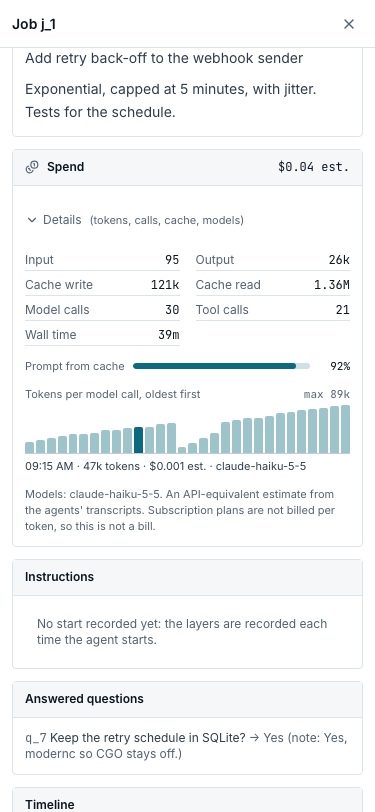 Job j_1
Add retry back-off to the webhook sender
Exponential, capped at 5 minutes, with jitter.
Tests for the schedule.
Spend $0.04 est.
Details (tokens, calls, cache, models)
Input 95 Output 26k
Cache write 121k Cache read 1.36M
Model calls 30 Tool calls 21
Wall time 39m
Prompt from cache 92%
Tokens per model call, oldest first max 89k
09:15 AM · 47k tokens · $0.001 est. · claude-haiku-5-5
Models: claude-haiku-5-5. An API-equivalent estimate from
the agents' transcripts. Subscription plans are not billed per
token, so this is not a bill.
Instructions
No start recorded yet: the layers are recorded each
time the agent starts.
Answered questions
q_7 Keep the retry schedule in SQLite? → Yes (note: Yes,
modernc so CGO stays off.)
Timeline